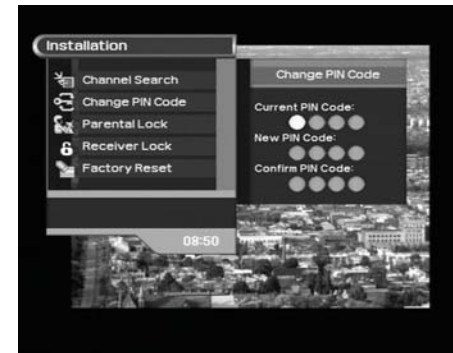 Installation
Channel Search
Change PIN Code
Parental Lock
Receiver Lock
Factory Reset
08:50
Change PIN Code
Current PIN Code:
New PIN Code:
Confirm PIN Code: